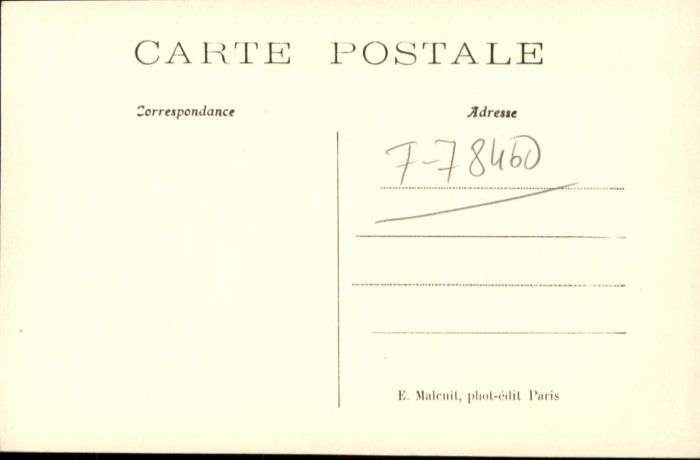 CARTE POSTALE
Correspondance
Adresse
F-78460
E. Malcuit, phot-édit Paris